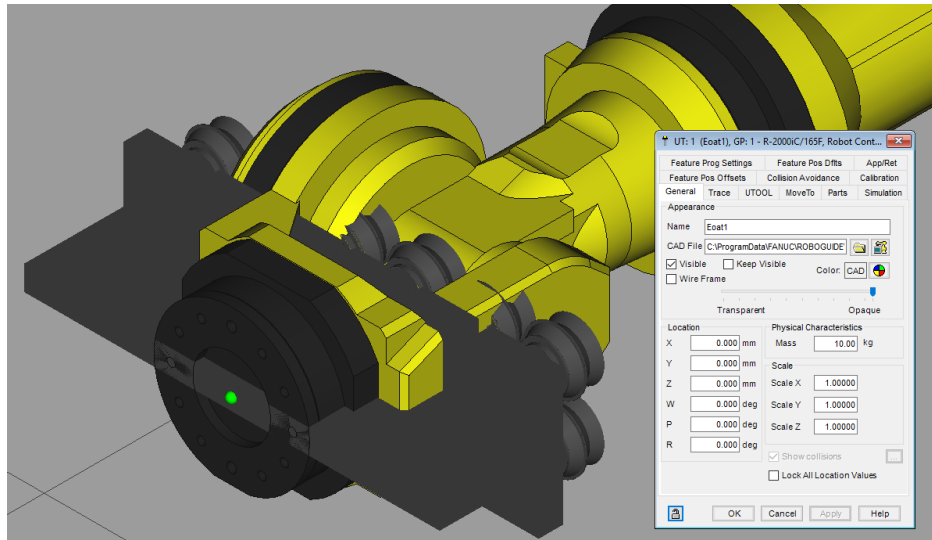 UT: 1 (Eoat1), GP: 1 - R-2000iC/165F, Robot Cont...
Feature Prog Settings Feature Pos Dflts App/Ret
Feature Pos Offsets Collision Avoidance Calibration
General Trace UTOOL MoveTo Parts Simulation
Appearance
Name Eoat1
CAD File C:\ProgramData\FANUC\ROBOGUIDE
Visible Keep Visible Color: CAD
Wire Frame
Transparent Opaque
Location Physical Characteristics
X 0.000 mm Mass 10.00 kg
Y 0.000 mm Scale
Z 0.000 mm Scale X 1.00000
W 0.000 deg Scale Y 1.00000
P 0.000 deg Scale Z 1.00000
R 0.000 deg
Show collisions ...
Lock All Location Values
OK Cancel Apply Help